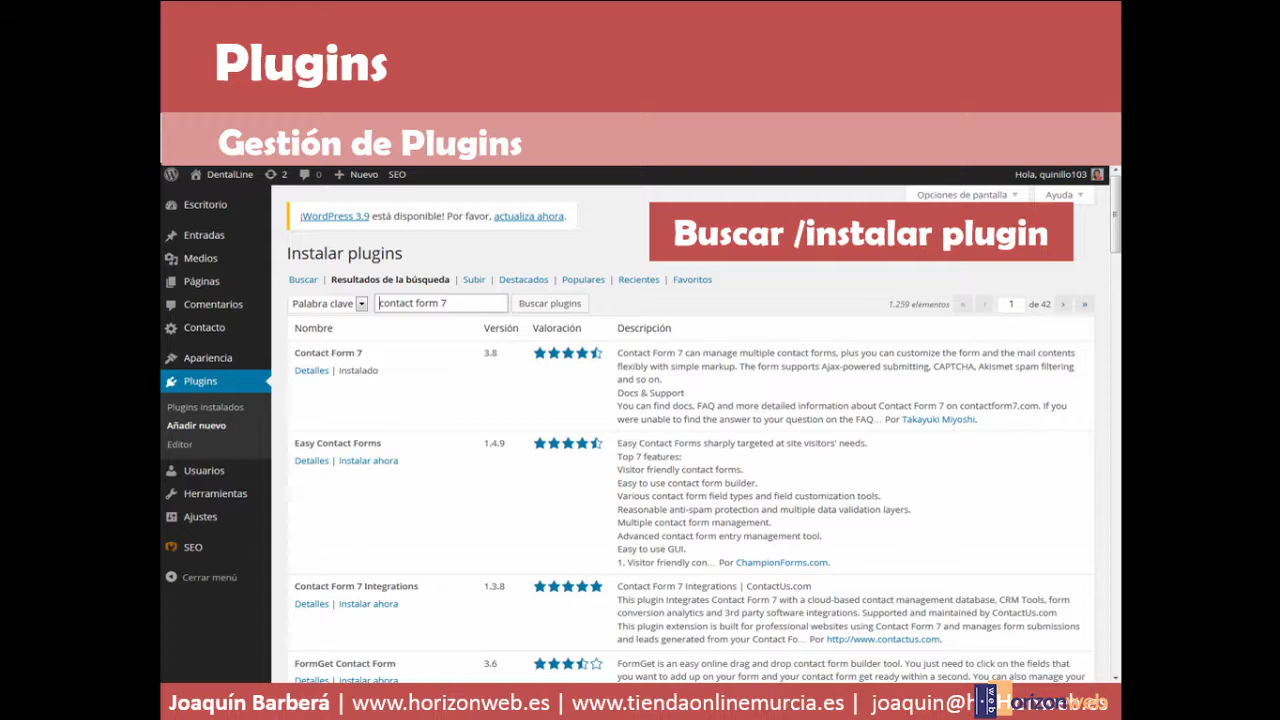 Plugins
Gestión de Plugins
DentalLine 2 0 Nuevo SEO Hola, quinillo103
Opciones de pantalla Ayuda
¡WordPress 3.9 está disponible! Por favor, actualiza ahora.
Buscar /instalar plugin
Instalar plugins
Buscar | Resultados de la búsqueda | Subir | Destacados | Populares | Recientes | Favoritos
Palabra clave contact form 7 Buscar plugins 1.259 elementos « ‹ 1 de 42 › »
Nombre Versión Valoración Descripción
Contact Form 7 3.8 Contact Form 7 can manage multiple contact forms, plus you can customize the form and the mail contents
Detalles | Instalado flexibly with simple markup. The form supports Ajax-powered submitting, CAPTCHA, Akismet spam filtering
and so on.
Docs & Support
You can find docs, FAQ and more detailed information about Contact Form 7 on contactform7.com. If you
were unable to find the answer to your question on the FAQ… Por Takayuki Miyoshi.
Easy Contact Forms 1.4.9 Easy Contact Forms sharply targeted at site visitors' needs.
Detalles | Instalar ahora Top 7 features:
Visitor friendly contact forms.
Easy to use contact form builder.
Various contact form field types and field customization tools.
Reasonable anti-spam protection and multiple data validation layers.
Multiple contact form management.
Advanced contact form entry management tool.
Easy to use GUI.
1. Visitor friendly con… Por ChampionForms.com.
Contact Form 7 Integrations 1.3.8 Contact Form 7 Integrations | ContactUs.com
Detalles | Instalar ahora This plugin Integrates Contact Form 7 with a cloud-based contact management database, CRM Tools, form
conversion analytics and 3rd party software integrations. Supported and maintained by ContactUs.com
This plugin extension is built for professional websites using Contact Form 7 and manages form submissions
and leads generated from your Contact Fo… Por http://www.contactus.com.
FormGet Contact Form 3.6 FormGet is an easy online drag and drop contact form builder tool. You just need to click on the fields that
Detalles | Instalar ahora you want to add up on your form and your contact form get ready within a second. You can also manage your
Escritorio
Entradas
Medios
Páginas
Comentarios
Contacto
Apariencia
Plugins
Plugins instalados
Añadir nuevo
Editor
Usuarios
Herramientas
Ajustes
SEO
Cerrar menú
Joaquín Barberá | www.horizonweb.es | www.tiendaonlinemurcia.es | joaquin@h
web